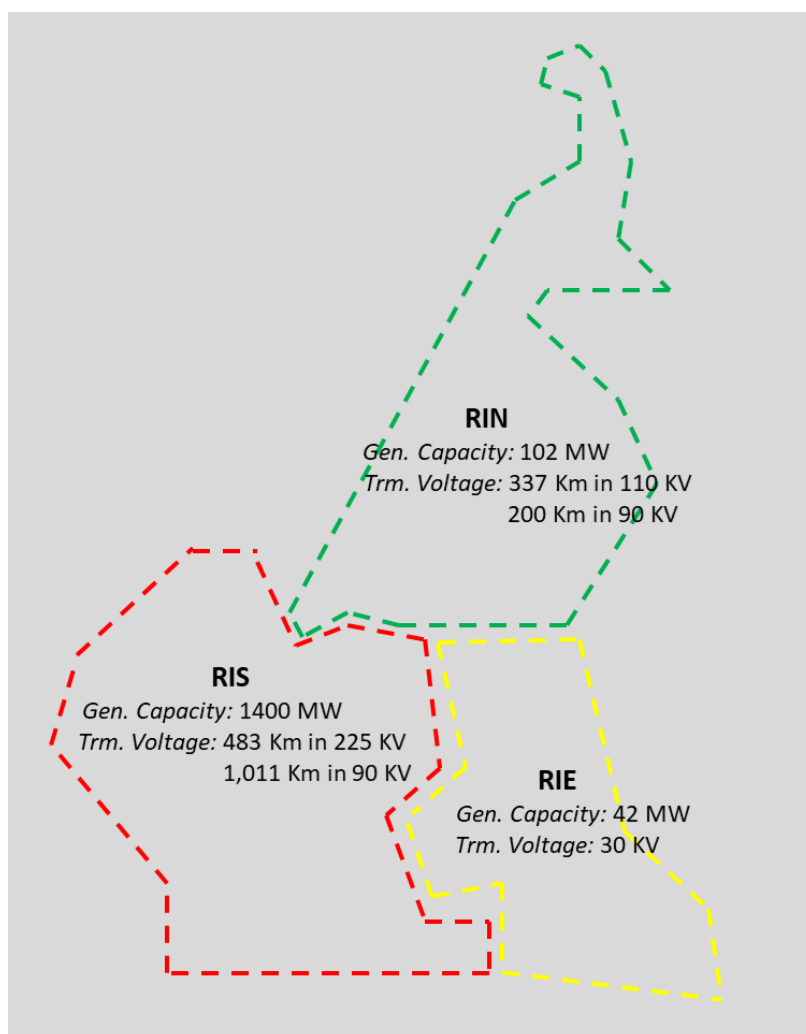 RIN
Gen. Capacity: 102 MW
Trm. Voltage: 337 Km in 110 KV
200 Km in 90 KV
RIS
Gen. Capacity: 1400 MW
Trm. Voltage: 483 Km in 225 KV
1,011 Km in 90 KV
RIE
Gen. Capacity: 42 MW
Trm. Voltage: 30 KV